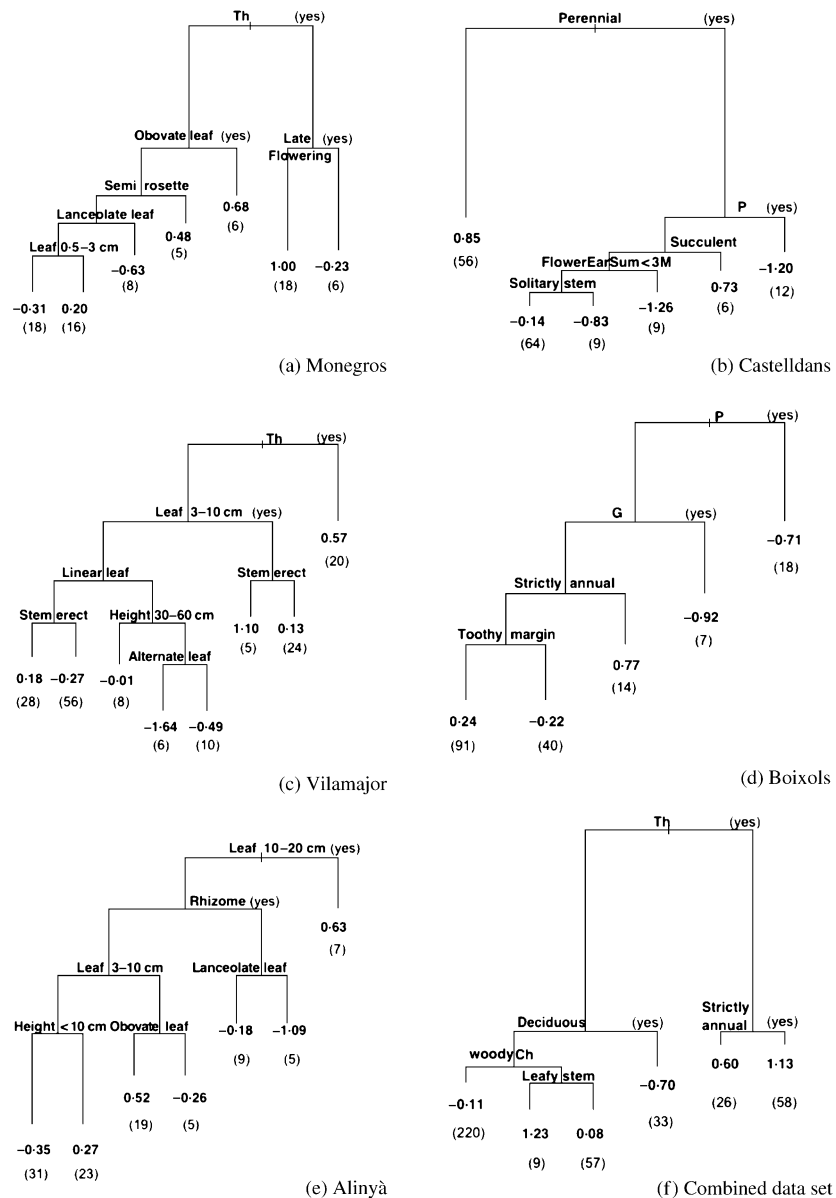 Th (yes)
Obovate leaf (yes)
Late (yes)
Flowering
Semi rosette
Lanceolate leaf
0·68
(6)
Leaf 0·5–3 cm
0·48
(5)
−0·63
(8)
1·00 −0·23
(18) (6)
−0·31 0·20
(18) (16)
(a) Monegros
Perennial (yes)
P (yes)
0·85
(56)
Succulent
FlowerEarSum<3M
−1·20
(12)
Solitary stem
0·73
(6)
−1·26
(9)
−0·14 −0·83
(64) (9)
(b) Castelldans
Th (yes)
Leaf 3–10 cm (yes)
0.57
(20)
Linear leaf
Stem erect
Stem erect
Height 30–60 cm
1·10 0·13
(5) (24)
Alternate leaf
0·18 −0·27 −0·01
(28) (56) (8)
−1·64 −0·49
(6) (10)
(c) Vilamajor
P (yes)
G (yes)
−0·71
(18)
Strictly annual
−0·92
(7)
Toothy margin
0·77
(14)
0·24 −0·22
(91) (40)
(d) Boixols
Leaf 10–20 cm (yes)
Rhizome (yes)
0·63
(7)
Leaf 3–10 cm
Lanceolate leaf
Height <10 cm Obovate leaf
−0·18 −1·09
(9) (5)
0·52 −0·26
(19) (5)
−0·35 0·27
(31) (23)
(e) Alinyà
Th (yes)
Strictly
annual (yes)
Deciduous (yes)
woodyCh
0·60 1·13
(26) (58)
Leafy stem
−0·70
(33)
−0·11
(220)
1·23 0·08
(9) (57)
(f) Combined data set